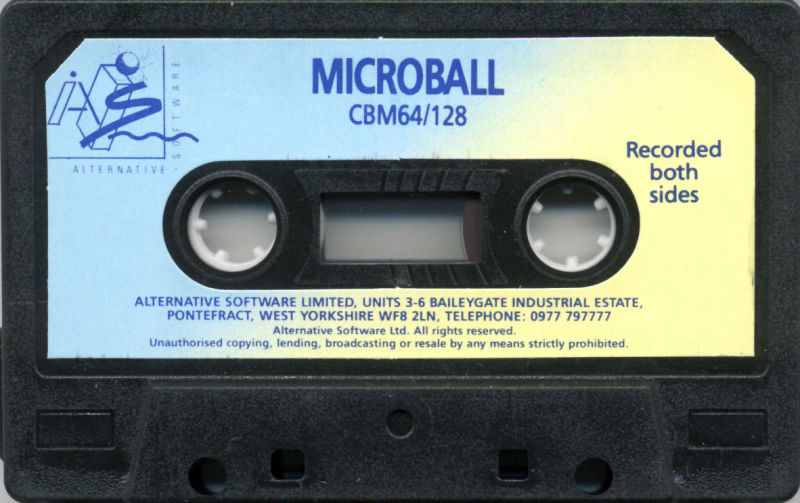 MICROBALL
CBM64/128
ALTERNATIVE · SOFTWARE
Recorded
both
sides
ALTERNATIVE SOFTWARE LIMITED, UNITS 3-6 BAILEYGATE INDUSTRIAL ESTATE,
PONTEFRACT, WEST YORKSHIRE WF8 2LN, TELEPHONE: 0977 797777
Alternative Software Ltd. All rights reserved.
Unauthorised copying, lending, broadcasting or resale by any means strictly prohibited.